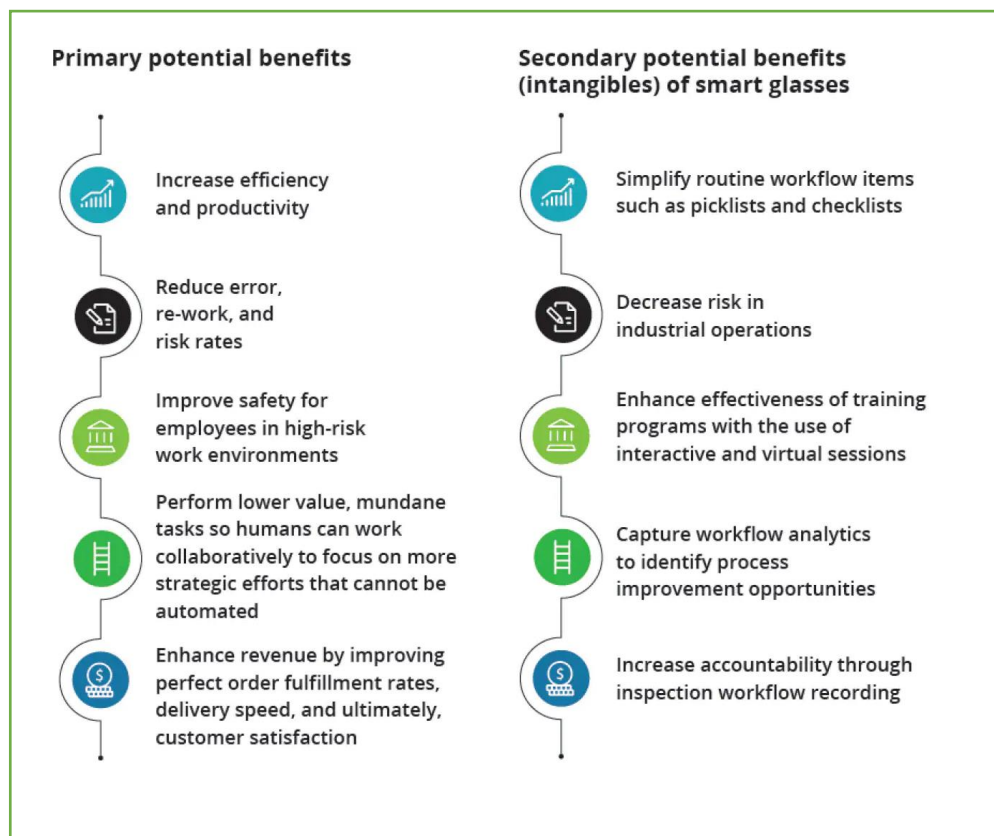 Primary potential benefits
Increase efficiency
and productivity
Reduce error,
re-work, and
risk rates
Improve safety for
employees in high-risk
work environments
Perform lower value, mundane
tasks so humans can work
collaboratively to focus on more
strategic efforts that cannot be
automated
Enhance revenue by improving
perfect order fulfillment rates,
delivery speed, and ultimately,
customer satisfaction
Secondary potential benefits
(intangibles) of smart glasses
Simplify routine workflow items
such as picklists and checklists
Decrease risk in
industrial operations
Enhance effectiveness of training
programs with the use of
interactive and virtual sessions
Capture workflow analytics
to identify process
improvement opportunities
Increase accountability through
inspection workflow recording